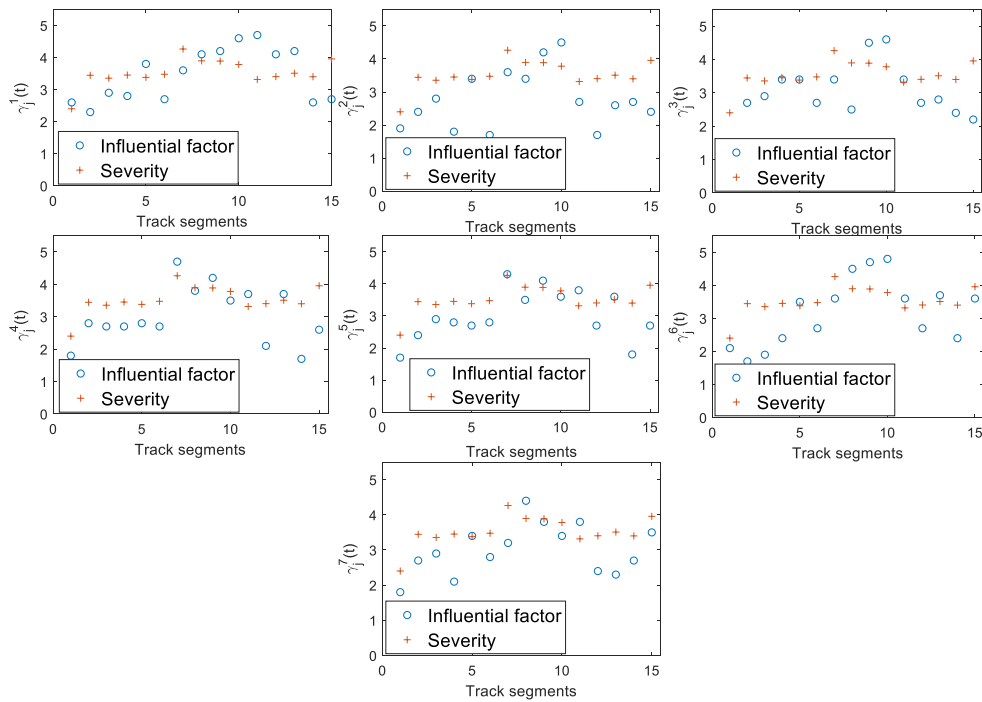 5
4
3
2
1
0
γj1(t)
Influential factor
Severity
0 5 10 15
Track segments
5
4
3
2
1
0
γj2(t)
Influential factor
Severity
0 5 10 15
Track segments
5
4
3
2
1
0
γj3(t)
Influential factor
Severity
0 5 10 15
Track segments
5
4
3
2
1
0
γj4(t)
Influential factor
Severity
0 5 10 15
Track segments
5
4
3
2
1
0
γj5(t)
Influential factor
Severity
0 5 10 15
Track segments
5
4
3
2
1
0
γj6(t)
Influential factor
Severity
0 5 10 15
Track segments
5
4
3
2
1
0
γj7(t)
Influential factor
Severity
0 5 10 15
Track segments